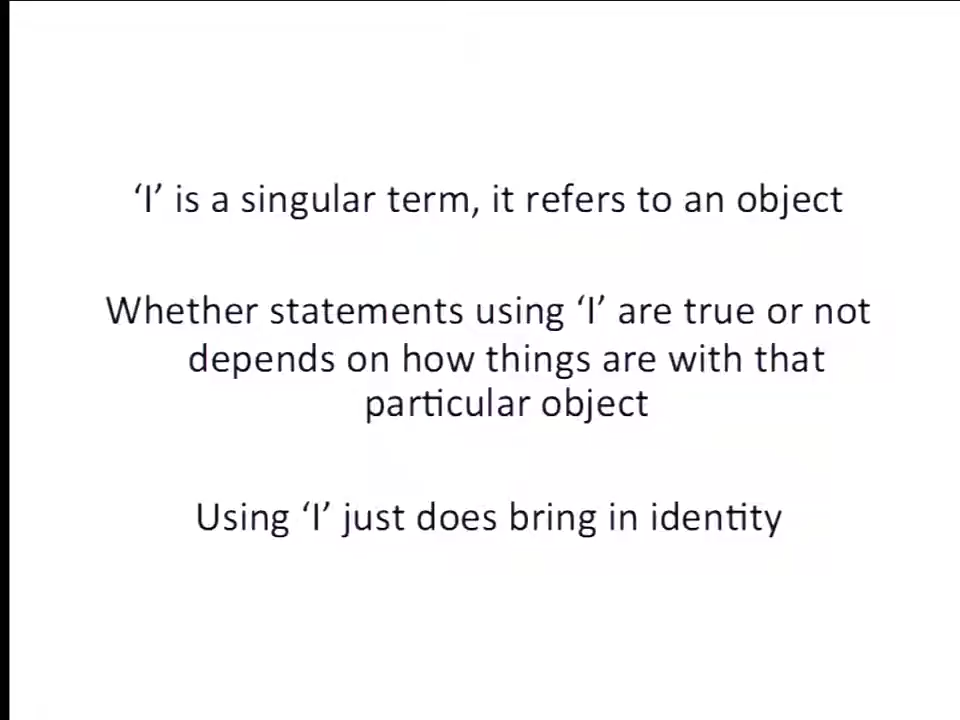 ‘I’ is a singular term, it refers to an object
Whether statements using ‘I’ are true or not
depends on how things are with that
particular object
Using ‘I’ just does bring in identity